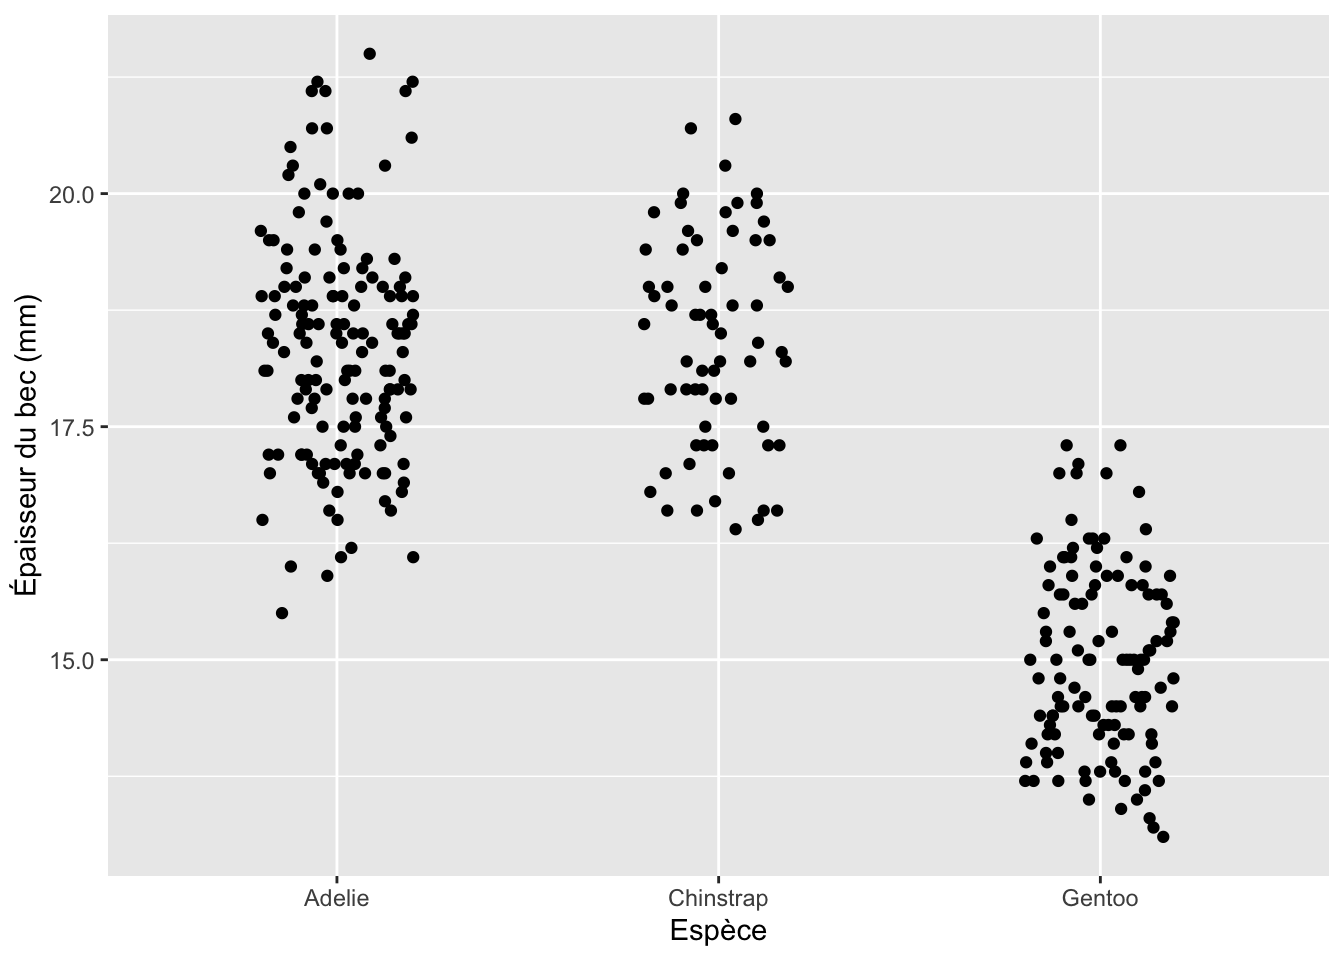 Épaisseur du bec (mm)
20.0
17.5
15.0
Adelie
Chinstrap
Gentoo
Espèce